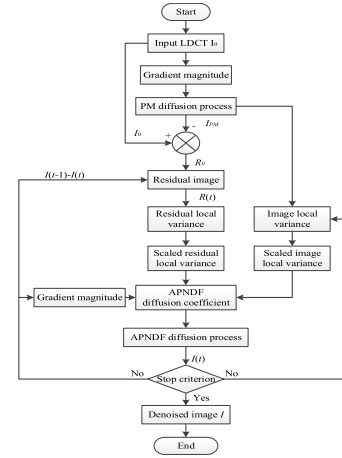 Start
Input LDCT I₀
Gradient magnitude
PM diffusion process
I₀
+
-
I_PM
R₀
I(t-1)-I(t)
Residual image
R(t)
Residual local
variance
Image local
variance
Scaled residual
local variance
Scaled image
local variance
Gradient magnitude
APNDF
diffusion coefficient
APNDF diffusion process
I(t)
No
Stop criterion
No
Yes
Denoised image I
End